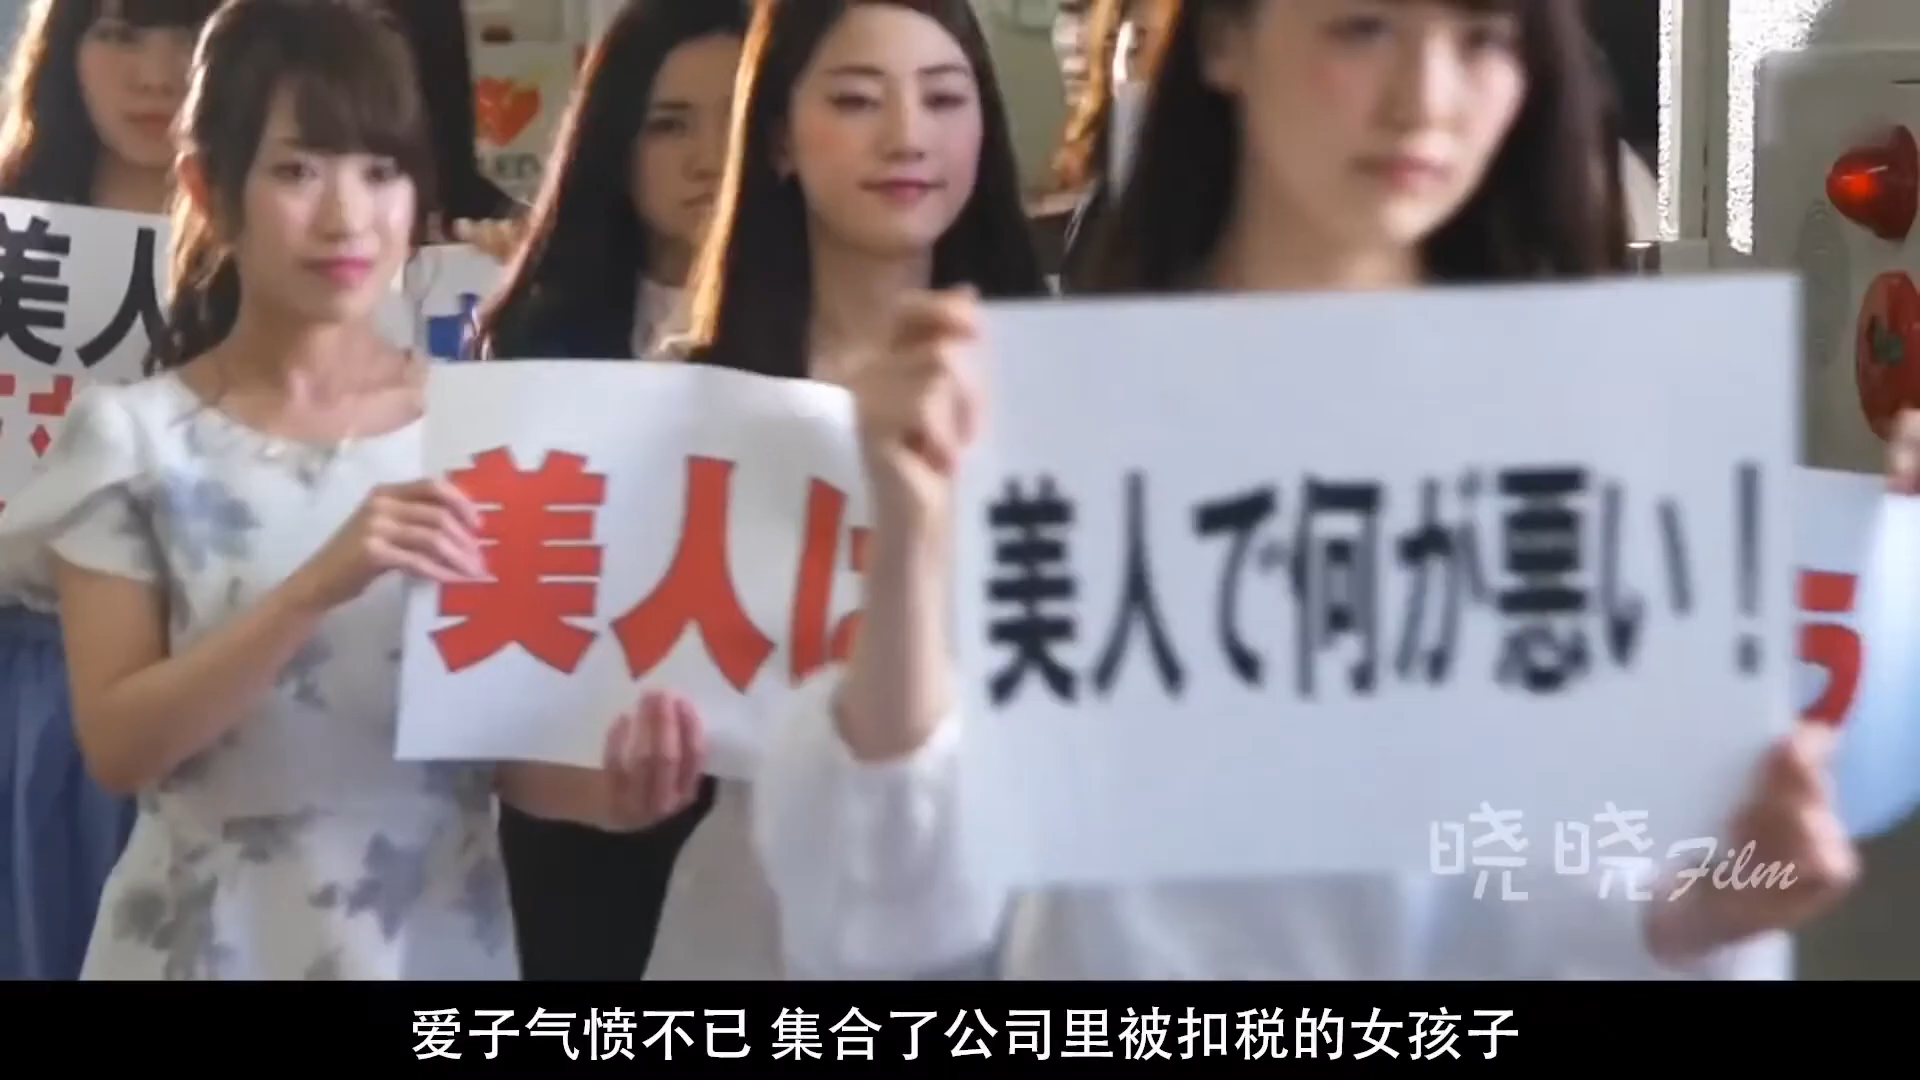 美人
美人は
美人で何が悪い！
う
晓晓Film
爱子气愤不已 集合了公司里被扣税的女孩子